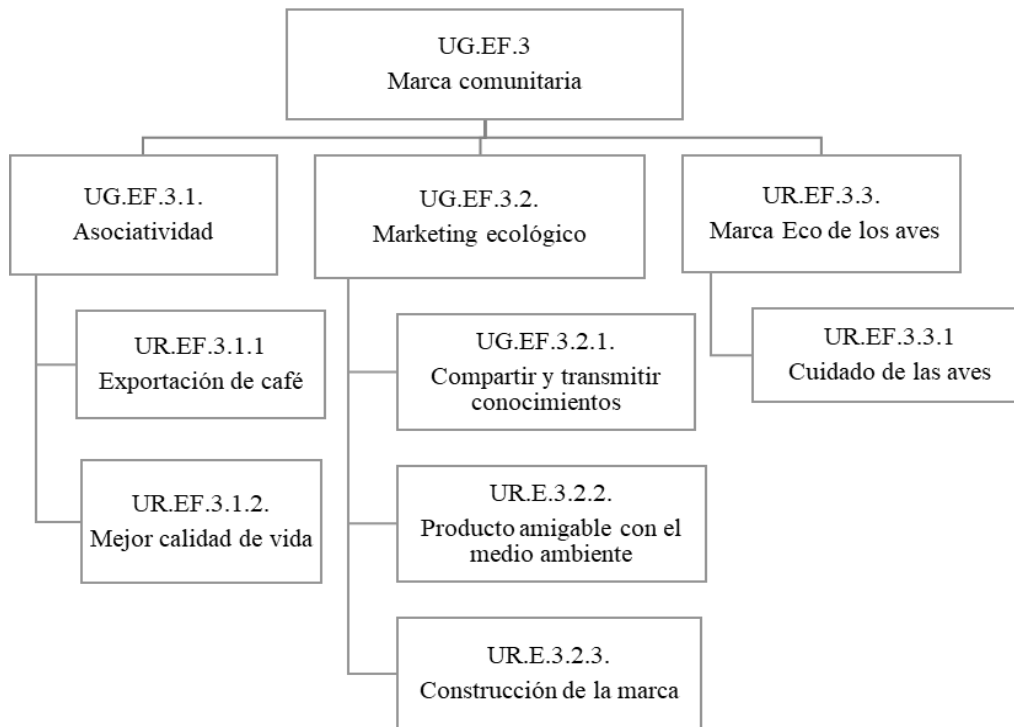 UG.EF.3
Marca comunitaria
UG.EF.3.1.
Asociatividad
UR.EF.3.1.1
Exportación de café
UR.EF.3.1.2.
Mejor calidad de vida
UG.EF.3.2.
Marketing ecológico
UG.EF.3.2.1.
Compartir y transmitir
conocimientos
UR.E.3.2.2.
Producto amigable con el
medio ambiente
UR.E.3.2.3.
Construcción de la marca
UR.EF.3.3.
Marca Eco de los aves
UR.EF.3.3.1
Cuidado de las aves